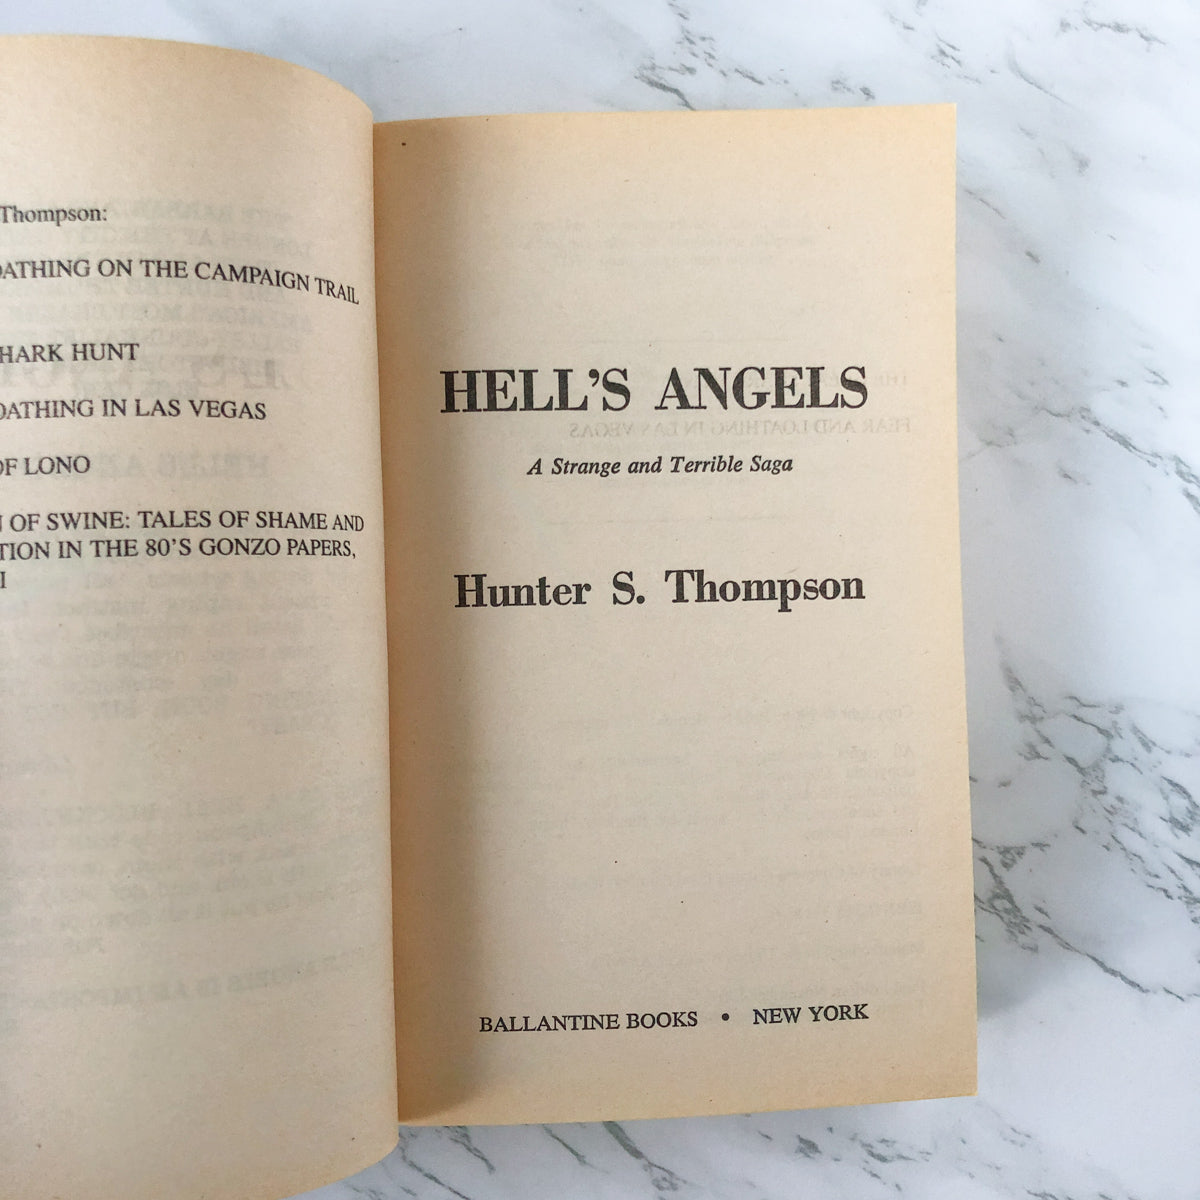 Thompson:
OATHING ON THE CAMPAIGN TRAIL
HARK HUNT
OATHING IN LAS VEGAS
OF LONO
N OF SWINE: TALES OF SHAME AND
TION IN THE 80'S GONZO PAPERS,
I
HELL'S ANGELS
A Strange and Terrible Saga
Hunter S. Thompson
BALLANTINE BOOKS • NEW YORK